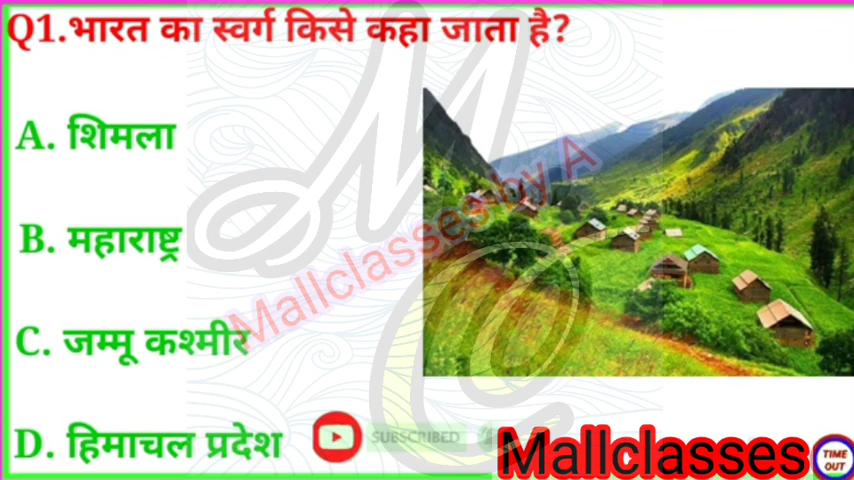 Q1.भारत का स्वर्ग किसे कहा जाता है?
A. शिमला
B. महाराष्ट्र
C. जम्मू कश्मीर
D. हिमाचल प्रदेश
Mallclasses by A
SUBSCRIBED
Mallclasses
TIME
OUT